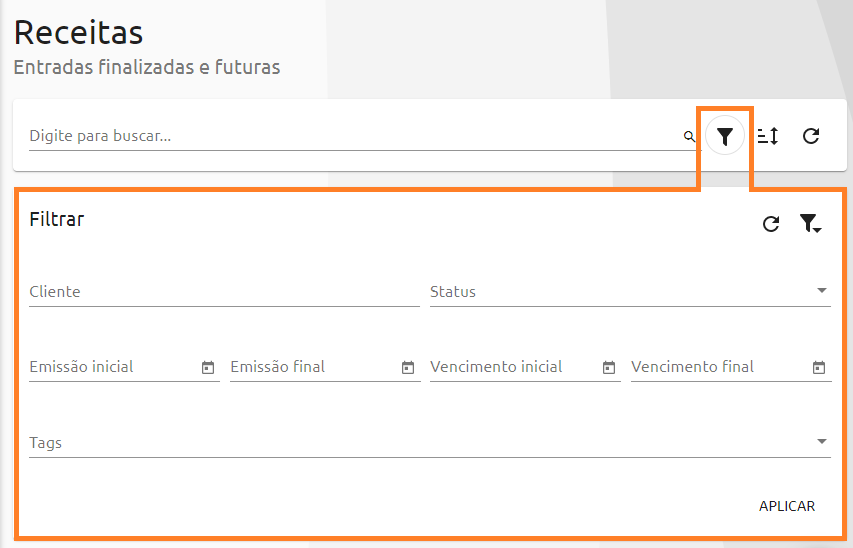 Receitas
Entradas finalizadas e futuras
Digite para buscar...
Filtrar
Cliente Status
Emissão inicial Emissão final Vencimento inicial Vencimento final
Tags
APLICAR